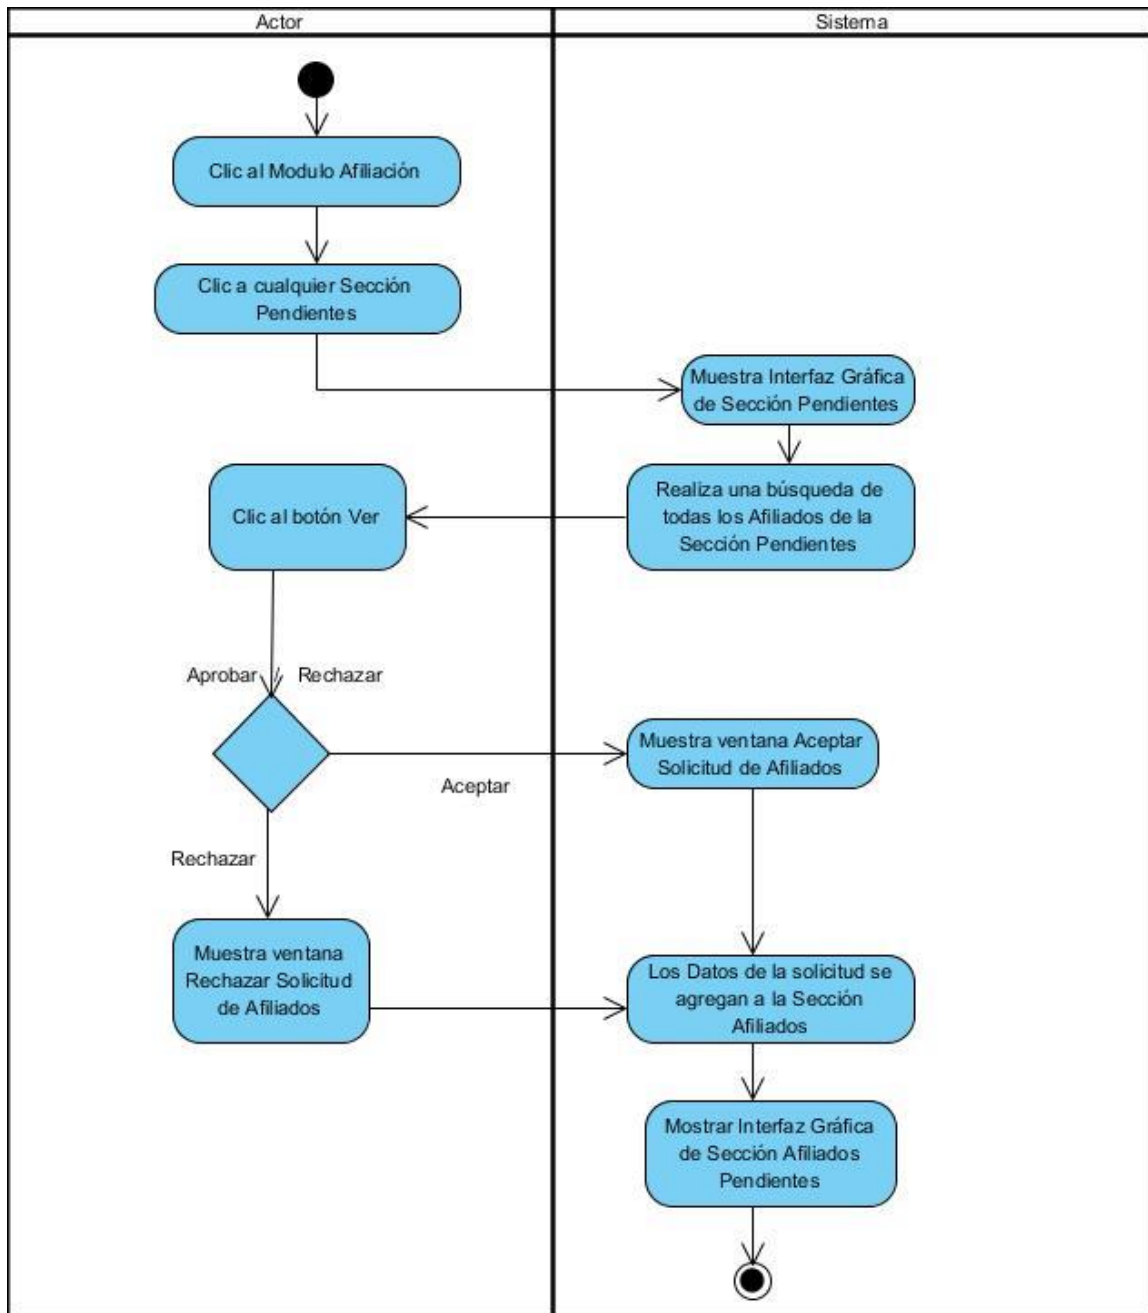 Actor
Sistema
Clic al Modulo Afiliación
Clic a cualquier Sección
Pendientes
Muestra Interfaz Gráfica
de Sección Pendientes
Realiza una búsqueda de
todas los Afiliados de la
Sección Pendientes
Clic al botón Ver
Aprobar
Rechazar
Muestra ventana Aceptar
Solicitud de Afiliados
Aceptar
Rechazar
Muestra ventana
Rechazar Solicitud
de Afiliados
Los Datos de la solicitud se
agregan a la Sección
Afiliados
Mostrar Interfaz Gráfica
de Sección Afiliados
Pendientes